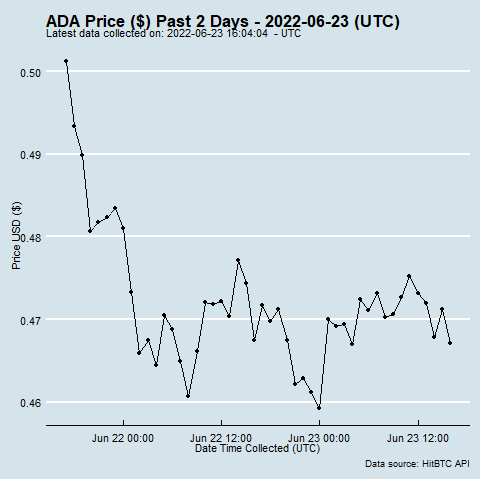 ADA Price ($) Past 2 Days - 2022-06-23 (UTC)
Latest data collected on: 2022-06-23 16:04:04 - UTC
0.50
0.49
0.48
0.47
0.46
Price USD ($)
Jun 22 00:00 Jun 22 12:00 Jun 23 00:00 Jun 23 12:00
Date Time Collected (UTC)
Data source: HitBTC API